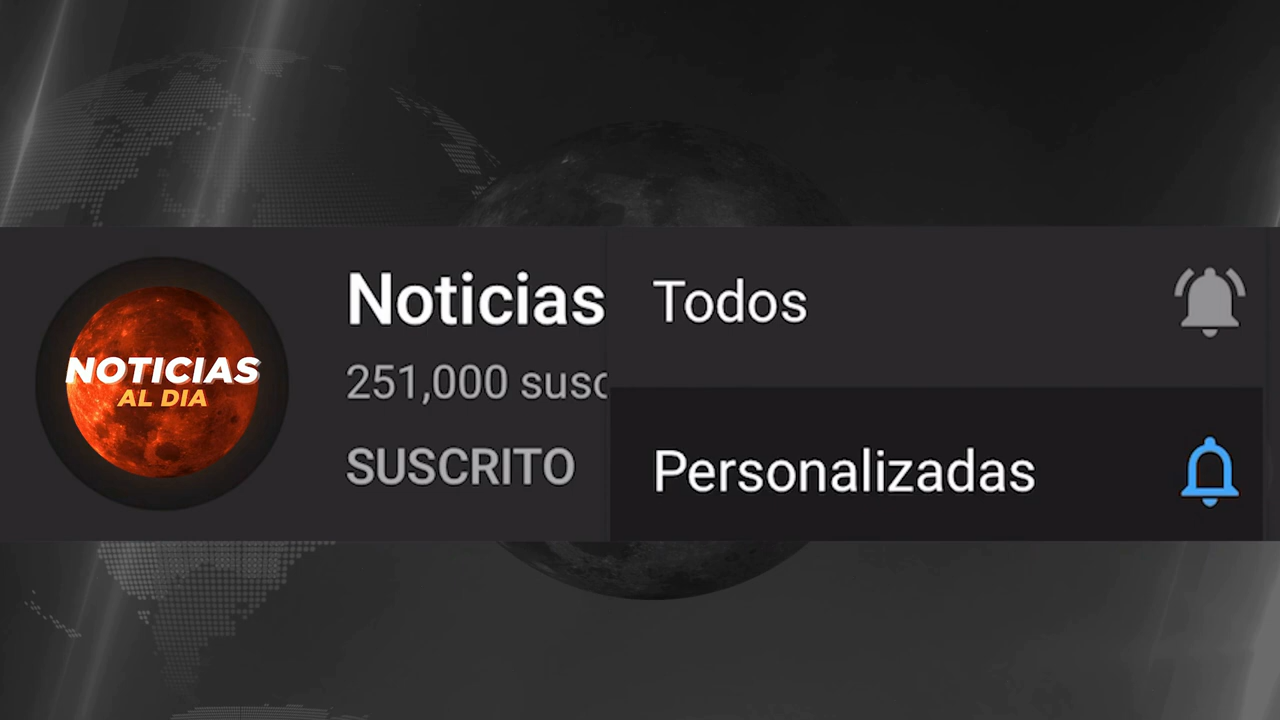 NOTICIAS
AL DIA
Noticias
251,000 susc
SUSCRITO
Todos
Personalizadas